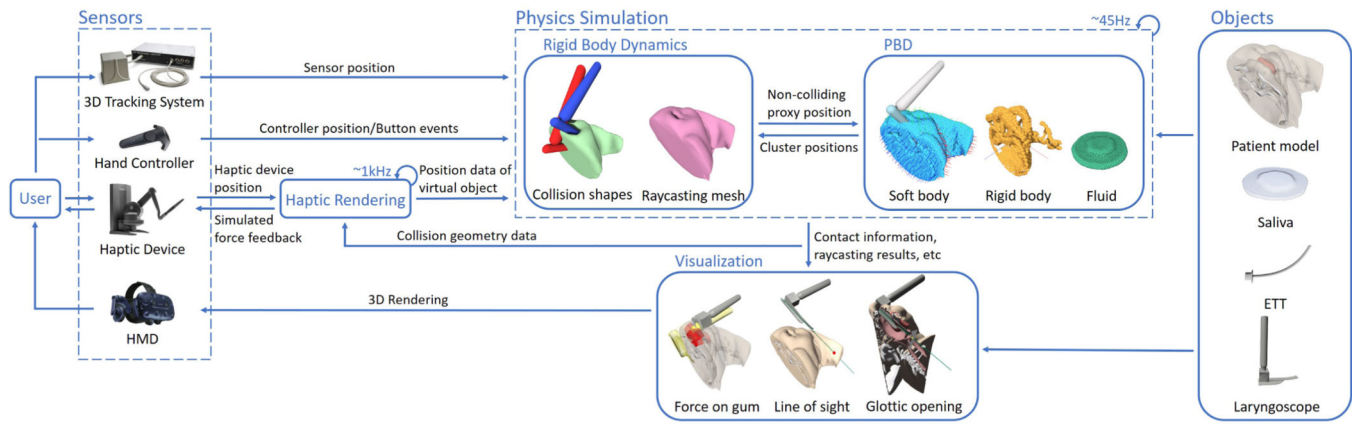 Sensors
3D Tracking System
Hand Controller
Haptic Device
HMD
User
Sensor position
Controller position/Button events
Haptic device
position
Simulated
force feedback
~1kHz
Haptic Rendering
Position data of
virtual object
Collision geometry data
3D Rendering
Physics Simulation
~45Hz
Rigid Body Dynamics
Collision shapes
Raycasting mesh
Non-colliding
proxy position
Cluster positions
PBD
Soft body
Rigid body
Fluid
Contact information,
raycasting results, etc
Visualization
Force on gum
Line of sight
Glottic opening
Objects
Patient model
Saliva
ETT
Laryngoscope